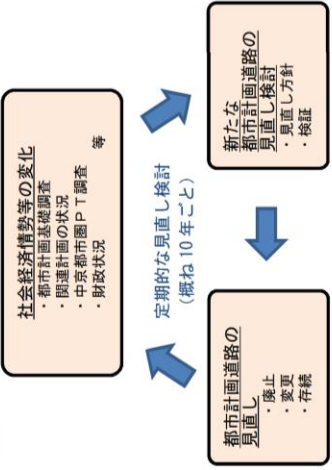 社会経済情勢等の変化
・都市計画基礎調査
・関連計画の状況
・中京都市圏ＰＴ調査
・財政状況　　　　等
定期的な見直し検討
（概ね10年ごと）
新たな
都市計画道路の
見直し検討
・見直し方針
・検証
都市計画道路の
見直し
・廃止
・変更
・存続